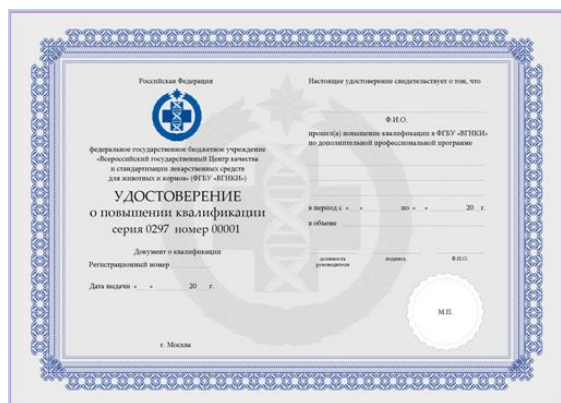 Российская Федерация
федеральное государственное бюджетное учреждение
«Всероссийский государственный Центр качества
и стандартизации лекарственных средств
для животных и кормов» (ФГБУ «ВГНКИ»)
УДОСТОВЕРЕНИЕ
о повышении квалификации
серия 0297 номер 00001
Документ о квалификации
Регистрационный номер
Дата выдачи « » 20 г.
г. Москва
Настоящее удостоверение свидетельствует о том, что
Ф.И.О.
прошел(а) повышение квалификации в ФГБУ «ВГНКИ»
по дополнительной профессиональной программе
в период с « » по « » 20 г.
в объеме
должность подпись Ф.И.О.
руководителя
М.П.